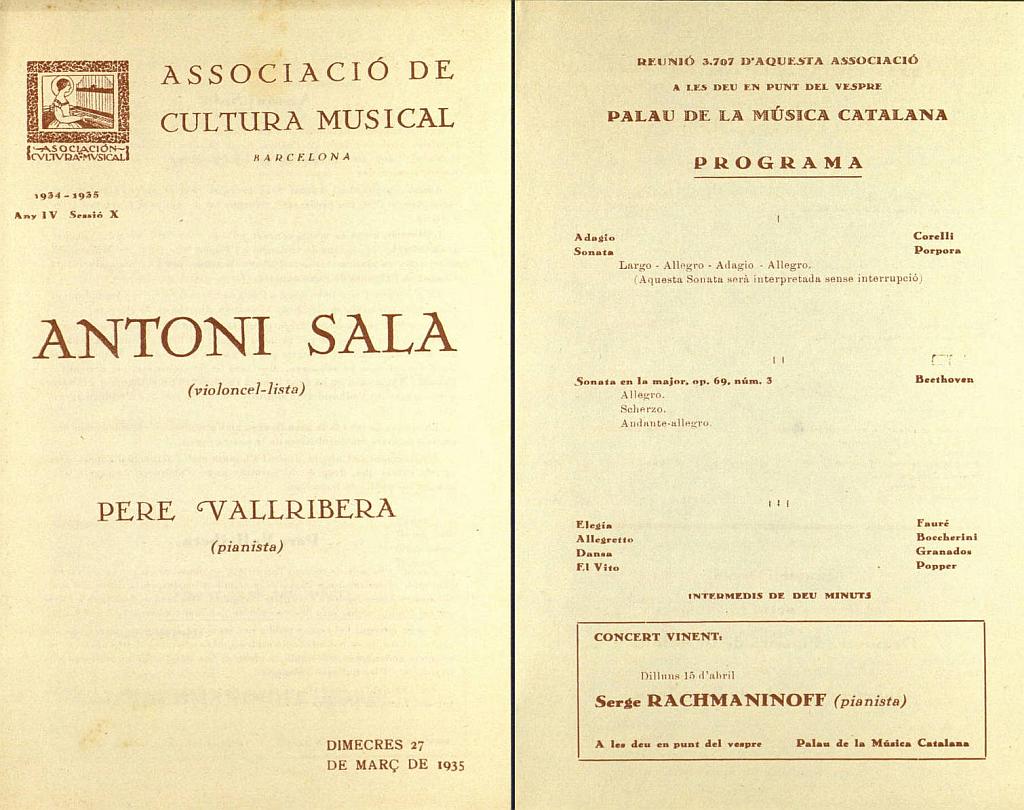 ASSOCIACIÓ DE
CULTURA MUSICAL
BARCELONA
ASOCIACIÓN
CVLTVRA·MVSICAL
1934-1935
Any IV Sessió X
ANTONI SALA
(violoncel-lista)
PERE VALLRIBERA
(pianista)
DIMECRES 27
DE MARÇ DE 1935
REUNIÓ 3.707 D'AQUESTA ASSOCIACIÓ
A LES DEU EN PUNT DEL VESPRE
PALAU DE LA MÚSICA CATALANA
PROGRAMA
I
Adagio Corelli
Sonata Porpora
Largo - Allegro - Adagio - Allegro.
(Aquesta Sonata serà interpretada sense interrupció)
II
Sonata en la major, op. 69, núm. 3 Beethoven
Allegro.
Scherzo.
Andante-allegro.
III
Elegia Fauré
Allegretto Boccherini
Dansa Granados
El Vito Popper
INTERMEDIS DE DEU MINUTS
CONCERT VINENT:
Dilluns 15 d'abril
Serge RACHMANINOFF (pianista)
A les deu en punt del vespre Palau de la Música Catalana